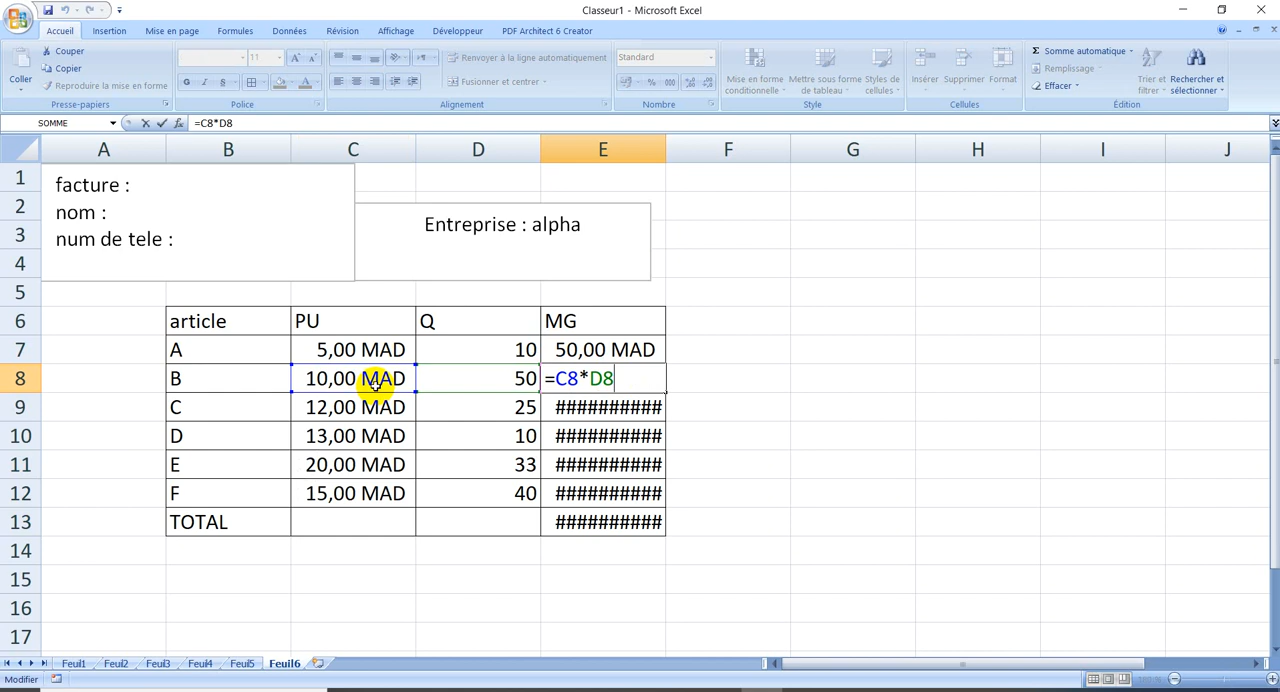 Classeur1 - Microsoft Excel
Accueil Insertion Mise en page Formules Données Révision Affichage Développeur PDF Architect 6 Creator
Coller
Couper
Copier
Reproduire la mise en forme
Presse-papiers
11
G I S
Police
Renvoyer à la ligne automatiquement
Fusionner et centrer
Alignement
Standard
% 000
Nombre
Mise en forme conditionnelle
Mettre sous forme de tableau
Styles de cellules
Style
Insérer Supprimer Format
Cellules
Σ Somme automatique
Remplissage
Effacer
Trier et filtrer
Rechercher et sélectionner
Édition
SOMME fx =C8*D8
A B C D E F G H I J
1
2
3
4
5
6
7
8
9
10
11
12
13
14
15
16
17
facture :
nom :
num de tele :
Entreprise : alpha
article PU Q MG
A 5,00 MAD 10 50,00 MAD
B 10,00 MAD 50 =C8*D8
C 12,00 MAD 25 ##########
D 13,00 MAD 10 ##########
E 20,00 MAD 33 ##########
F 15,00 MAD 40 ##########
TOTAL ##########
Feuil1 Feuil2 Feuil3 Feuil4 Feuil5 Feuil6
Modifier